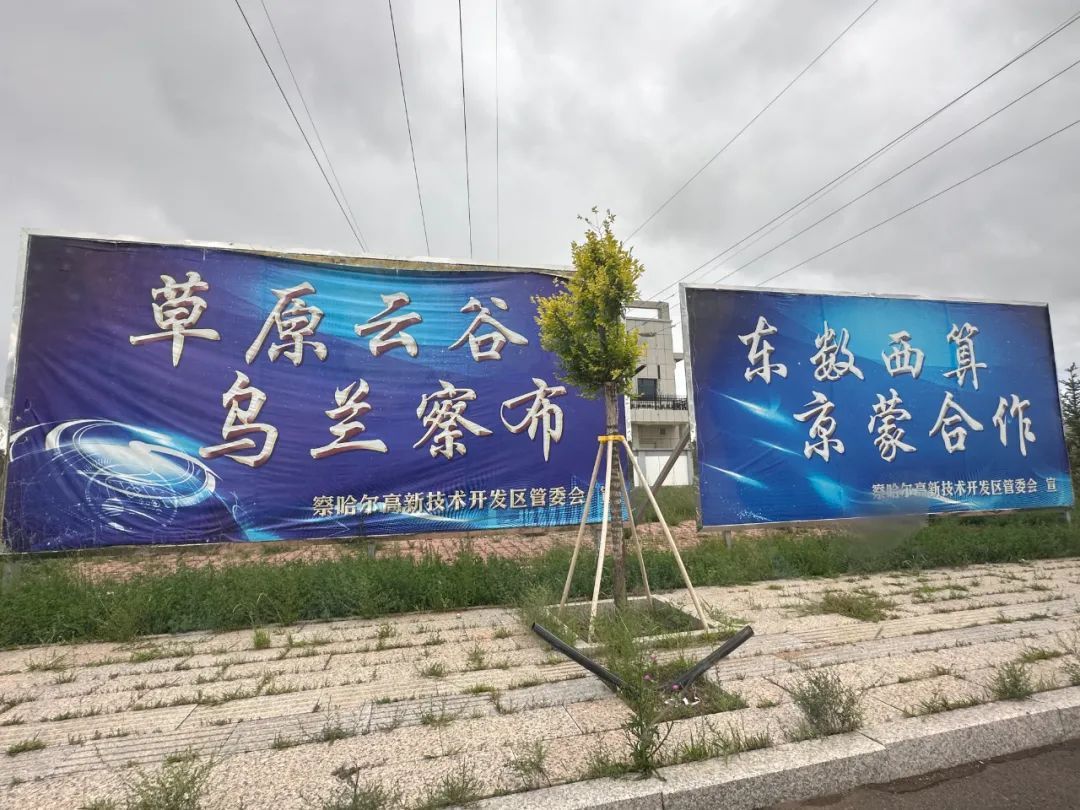 草原云谷
乌兰察布
察哈尔高新技术开发区管委会
东数西算
京蒙合作
察哈尔高新技术开发区管委会 宣